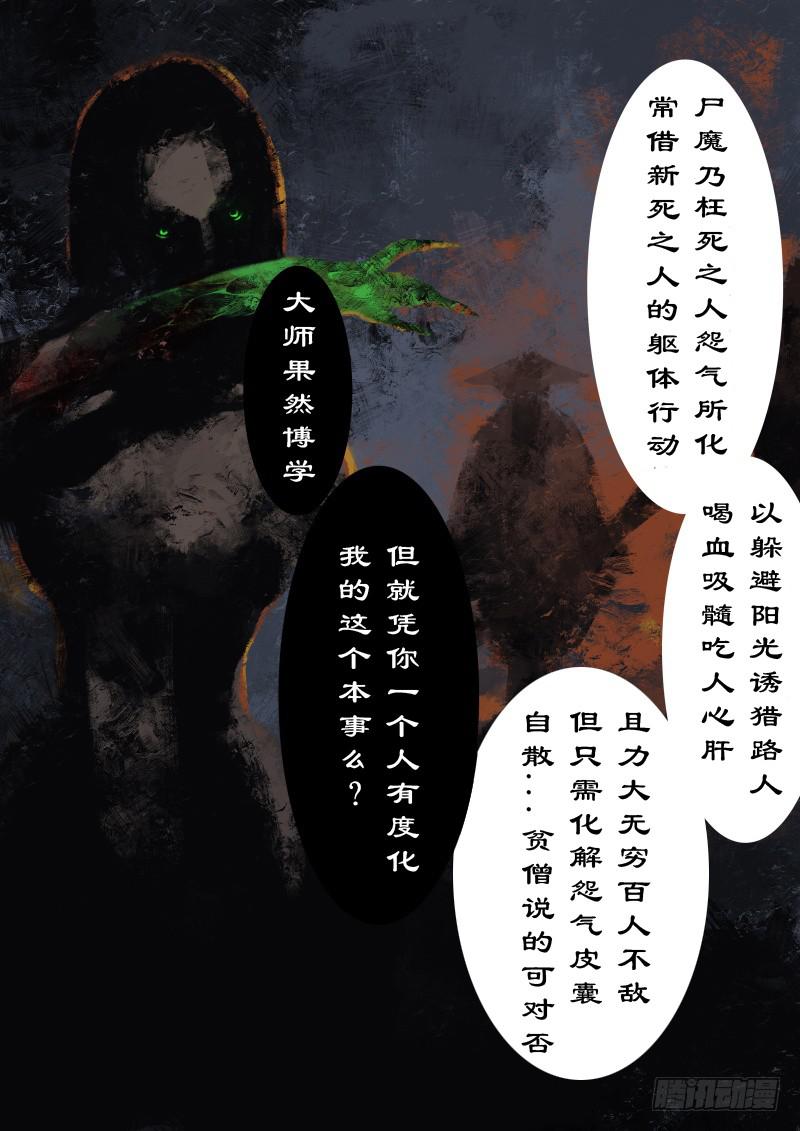 尸魔乃枉死之人怨气所化
常借新死之人的躯体行动
以躲避阳光诱猎路人
喝血吸髓吃人心肝
且力大无穷百人不敌
但只需化解怨气皮囊
自散...贫僧说的可对否
大师果然博学
但就凭你一个人有度化
我的这个本事么？
腾讯动漫